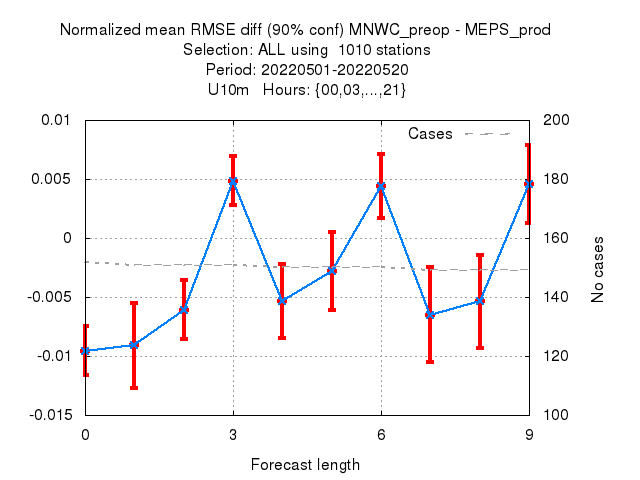 Normalized mean RMSE diff (90% conf) MNWC_preop - MEPS_prod
Selection: ALL using  1010 stations
Period: 20220501-20220520
U10m   Hours: {00,03,...,21}
0.01
0.005
0
-0.005
-0.01
-0.015
200
180
160
140
120
100
Cases
No cases
0 3 6 9
Forecast length